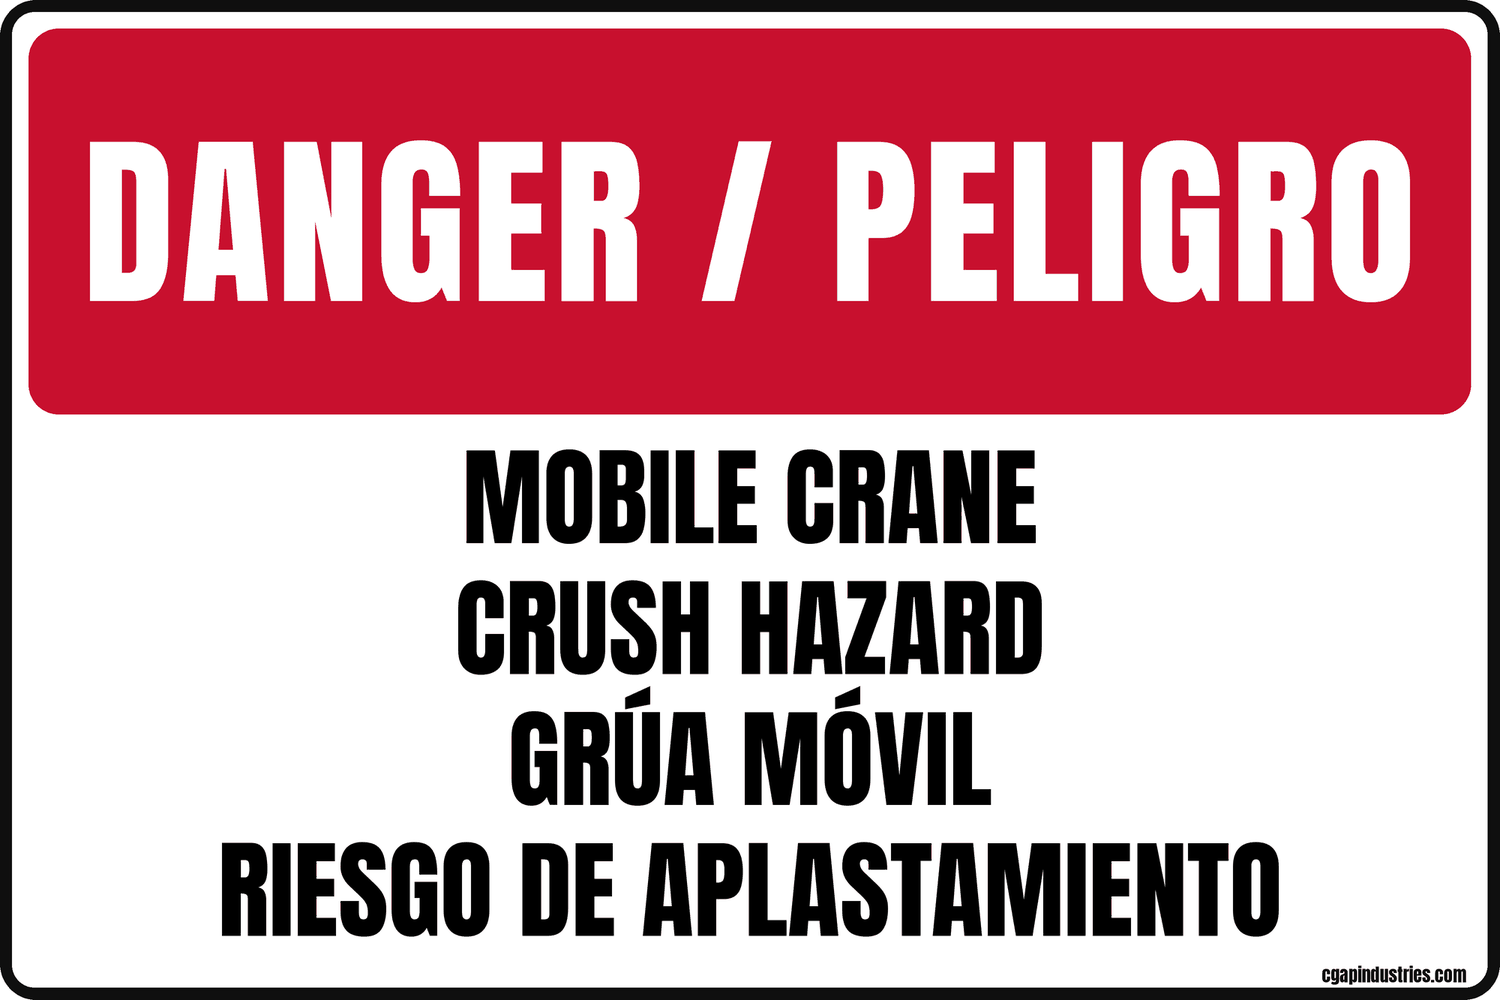 DANGER / PELIGRO
MOBILE CRANE
CRUSH HAZARD
GRÚA MÓVIL
RIESGO DE APLASTAMIENTO
cgapindustries.com